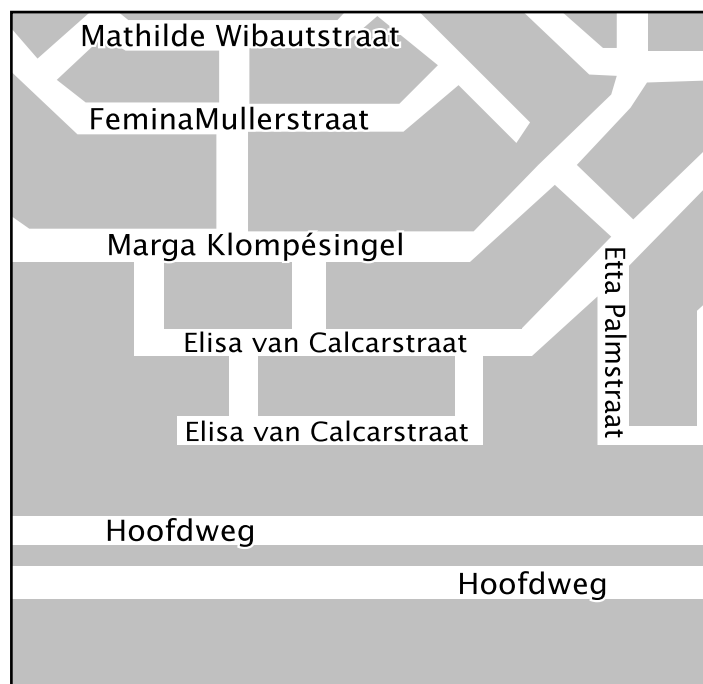 Mathilde Wibautstraat
FeminaMullerstraat
Marga Klompésingel
Etta Palmstraat
Elisa van Calcarstraat
Elisa van Calcarstraat
Hoofdweg
Hoofdweg